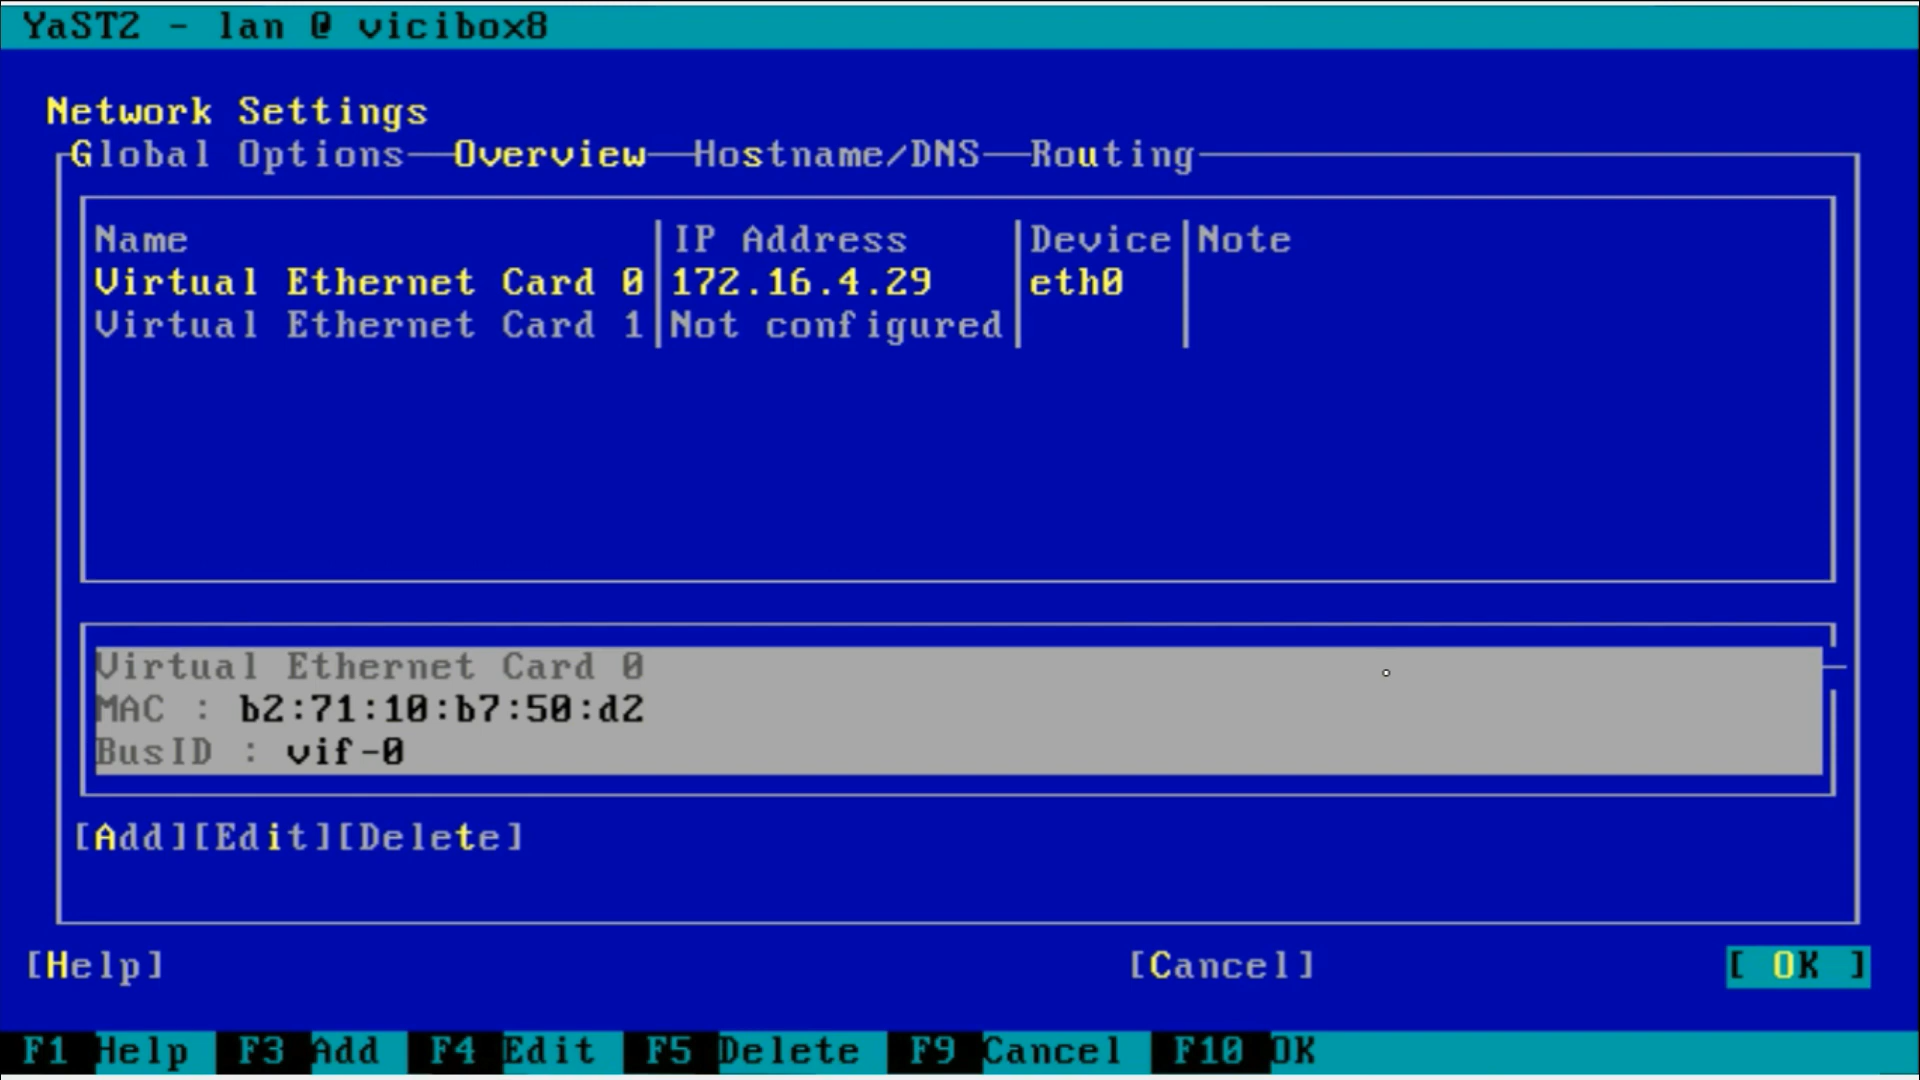 YaST2 - lan @ vicibox8
Network Settings
Global Options Overview Hostname/DNS Routing
Name IP Address Device Note
Virtual Ethernet Card 0 172.16.4.29 eth0
Virtual Ethernet Card 1 Not configured
Virtual Ethernet Card 0
MAC : b2:71:10:b7:50:d2
BusID : vif-0
[Add][Edit][Delete]
[Help] [Cancel] [ OK ]
F1 Help F3 Add F4 Edit F5 Delete F9 Cancel F10 OK